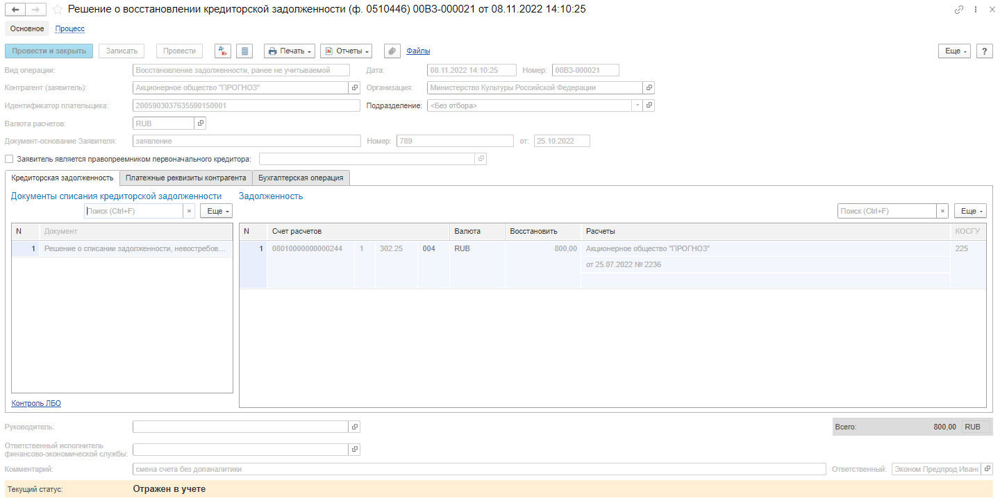 Решение о восстановлении кредиторской задолженности (ф. 0510446) 00ВЗ-000021 от 08.11.2022 14:10:25
Основное Процесс
Провести и закрыть Записать Провести Дт Кт Печать Отчеты Файлы Еще ?
Вид операции: Восстановление задолженности, ранее не учитываемой Дата: 08.11.2022 14:10:25 Номер: 00ВЗ-000021
Контрагент (заявитель): Акционерное общество "ПРОГНОЗ" Организация: Министерство Культуры Российской Федерации
Идентификатор плательщика: 2005903037635590150001 Подразделение: <Без отбора>
Валюта расчетов: RUB
Документ-основание Заявителя: заявление Номер: 789 от: 25.10.2022
Заявитель является правопреемником первоначального кредитора:
Кредиторская задолженность Платежные реквизиты контрагента Бухгалтерская операция
Документы списания кредиторской задолженности Задолженность
Поиск (Ctrl+F) × Еще Поиск (Ctrl+F) × Еще
N Документ N Счет расчетов Валюта Восстановить Расчеты КОСГУ
1 Решение о списании задолженности, невостребов... 1 08010000000000244 1 302.25 004 RUB 800,00 Акционерное общество "ПРОГНОЗ" 225
от 25.07.2022 № 2236
Контроль ЛБО
Руководитель: Всего: 800,00 RUB
Ответственный исполнитель
финансово-экономической службы:
Комментарий: смена счета без допаналитики Ответственный: Эконом Предпрод Иванс
Текущий статус: Отражен в учете